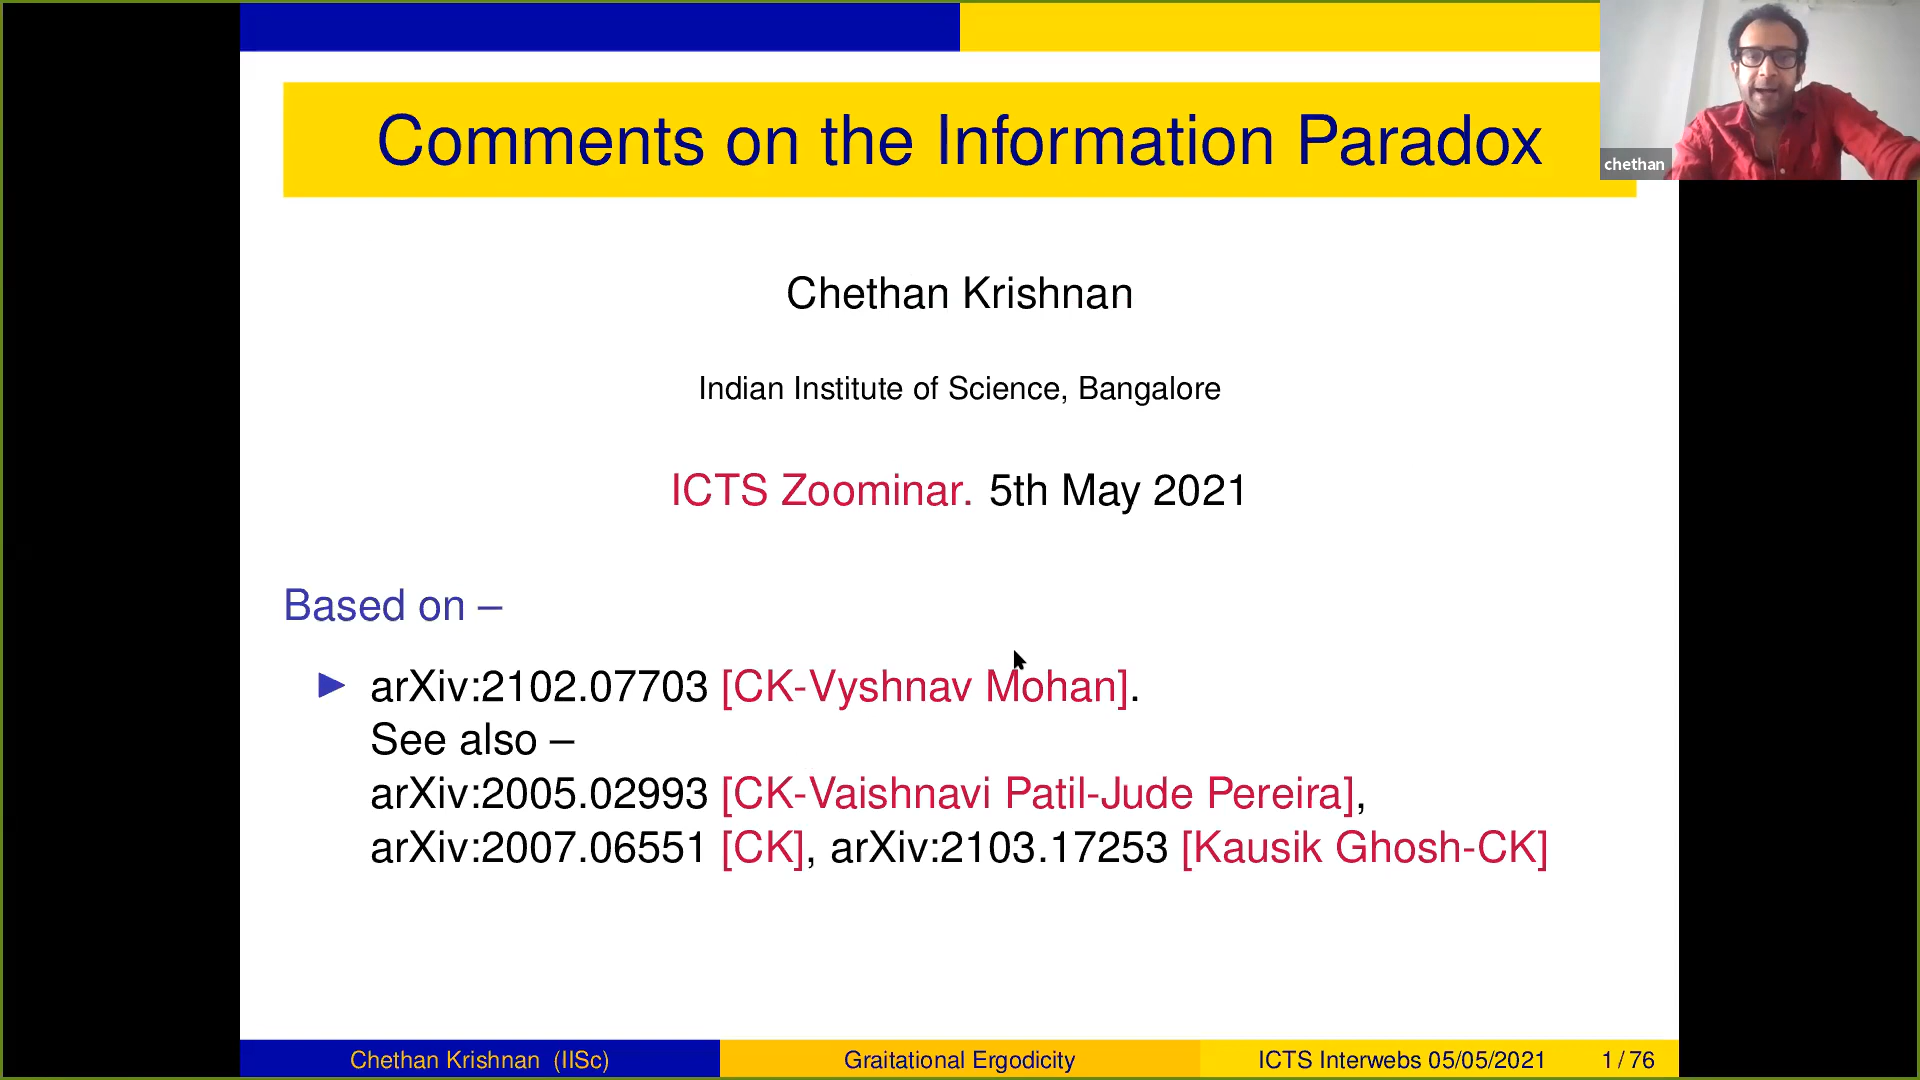 Comments on the Information Paradox
chethan
Chethan Krishnan
Indian Institute of Science, Bangalore
ICTS Zoominar. 5th May 2021
Based on –
arXiv:2102.07703 [CK-Vyshnav Mohan].
See also –
arXiv:2005.02993 [CK-Vaishnavi Patil-Jude Pereira],
arXiv:2007.06551 [CK], arXiv:2103.17253 [Kausik Ghosh-CK]
Chethan Krishnan (IISc) Graitational Ergodicity ICTS Interwebs 05/05/2021 1 / 76